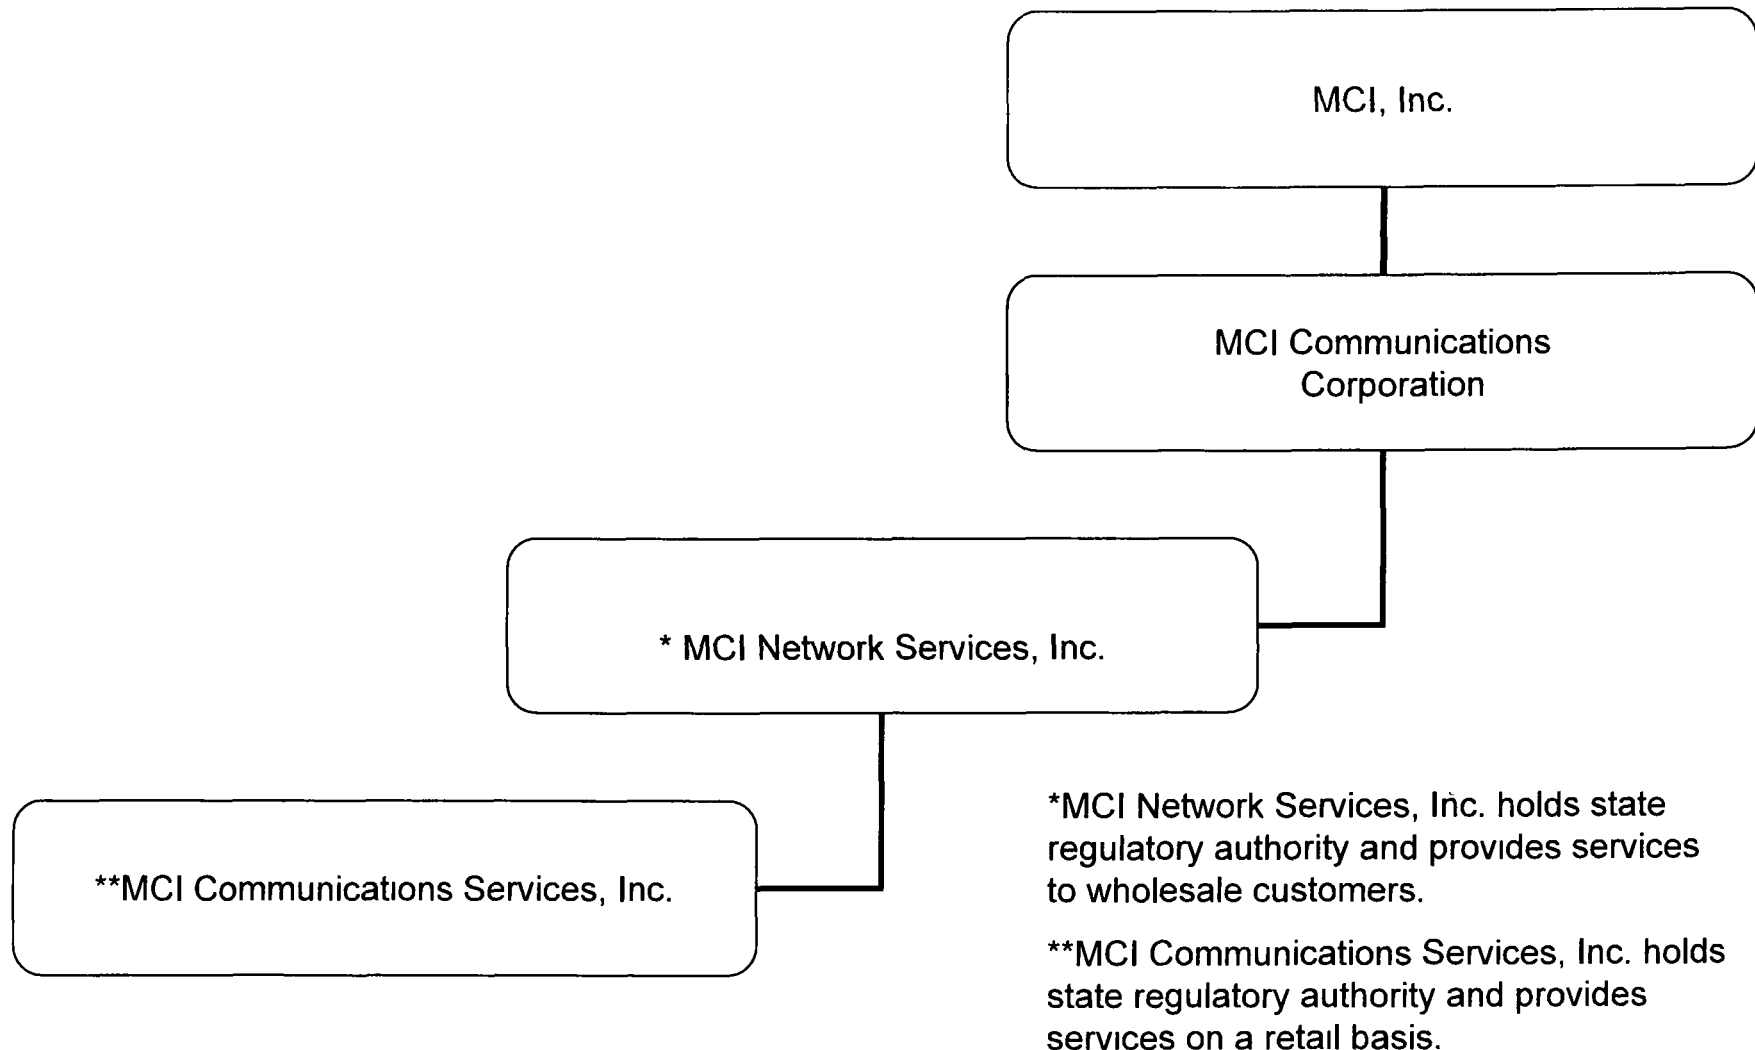 MCI, Inc.
MCI Communications
Corporation
* MCI Network Services, Inc.
**MCI Communications Services, Inc.
*MCI Network Services, Inc. holds state
regulatory authority and provides services
to wholesale customers.
**MCI Communications Services, Inc. holds
state regulatory authority and provides
services on a retail basis.